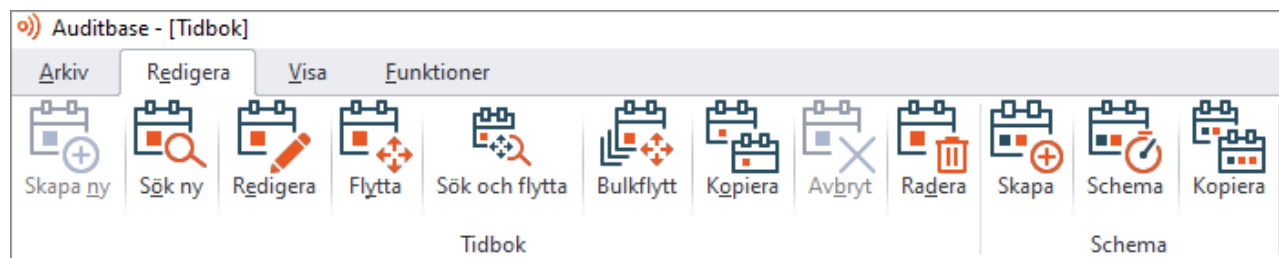 Auditbase - [Tidbok]
Arkiv Redigera Visa Funktioner
Skapa ny Sök ny Redigera Flytta Sök och flytta Bulkflytt Kopiera Avbryt Radera Skapa Schema Kopiera
Tidbok Schema